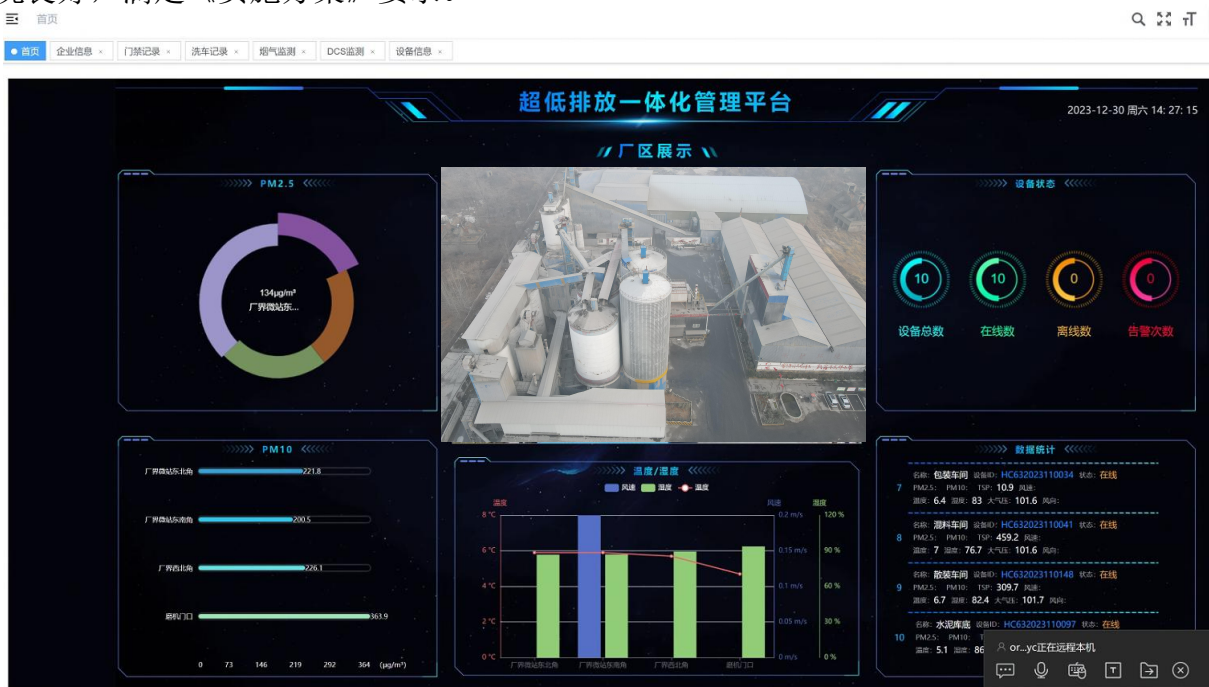 首页
首页
企业信息 ×
门禁记录 ×
洗车记录 ×
烟气监测 ×
DCS监测 ×
设备信息 ×
超低排放一体化管理平台
2023-12-30 周六 14: 27: 15
厂区展示
PM2.5
134μg/m³
厂界微站东...
设备状态
10
10
0
0
设备总数
在线数
离线数
告警次数
PM10
厂界微站东北角
221.8
厂界微站东南角
200.5
厂界西北角
226.1
磨机门口
363.9
0 73 146 219 292 364 (μg/m³)
温度/湿度
风速 湿度 温度
温度 风速 湿度
8 °C 0.2 m/s 120 %
6 °C 0.15 m/s 90 %
4 °C 0.1 m/s 60 %
2 °C 0.05 m/s 30 %
0 °C 0 m/s 0 %
厂界微站东北角 厂界微站东南角 厂界西北角 磨机门口
数据统计
名称: 包装车间 设备ID: HC632023110034 状态: 在线
7 PM2.5: PM10: TSP: 10.9 风速:
温度: 6.4 湿度: 83 大气压: 101.6 风向:
名称: 混料车间 设备ID: HC632023110041 状态: 在线
8 PM2.5: PM10: TSP: 459.2 风速:
温度: 7 湿度: 76.7 大气压: 101.6 风向:
名称: 散装车间 设备ID: HC632023110148 状态: 在线
9 PM2.5: PM10: TSP: 309.7 风速:
温度: 6.7 湿度: 82.4 大气压: 101.7 风向:
名称: 水泥库底 设备ID: HC632023110097 状态: 在线
10 PM2.5: PM10:
温度: 5.1 湿度: 86
or...yc正在远程本机